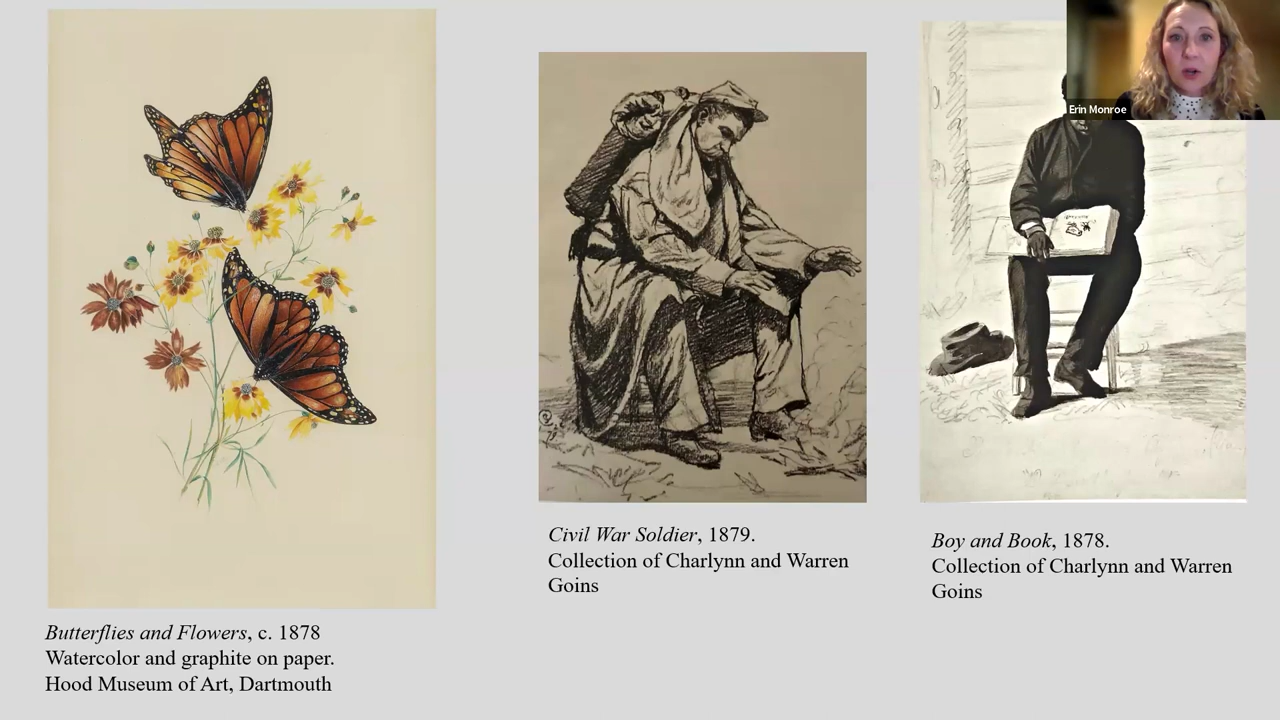 Erin Monroe
Civil War Soldier, 1879.
Collection of Charlynn and Warren
Goins
Boy and Book, 1878.
Collection of Charlynn and Warren
Goins
Butterflies and Flowers, c. 1878
Watercolor and graphite on paper.
Hood Museum of Art, Dartmouth